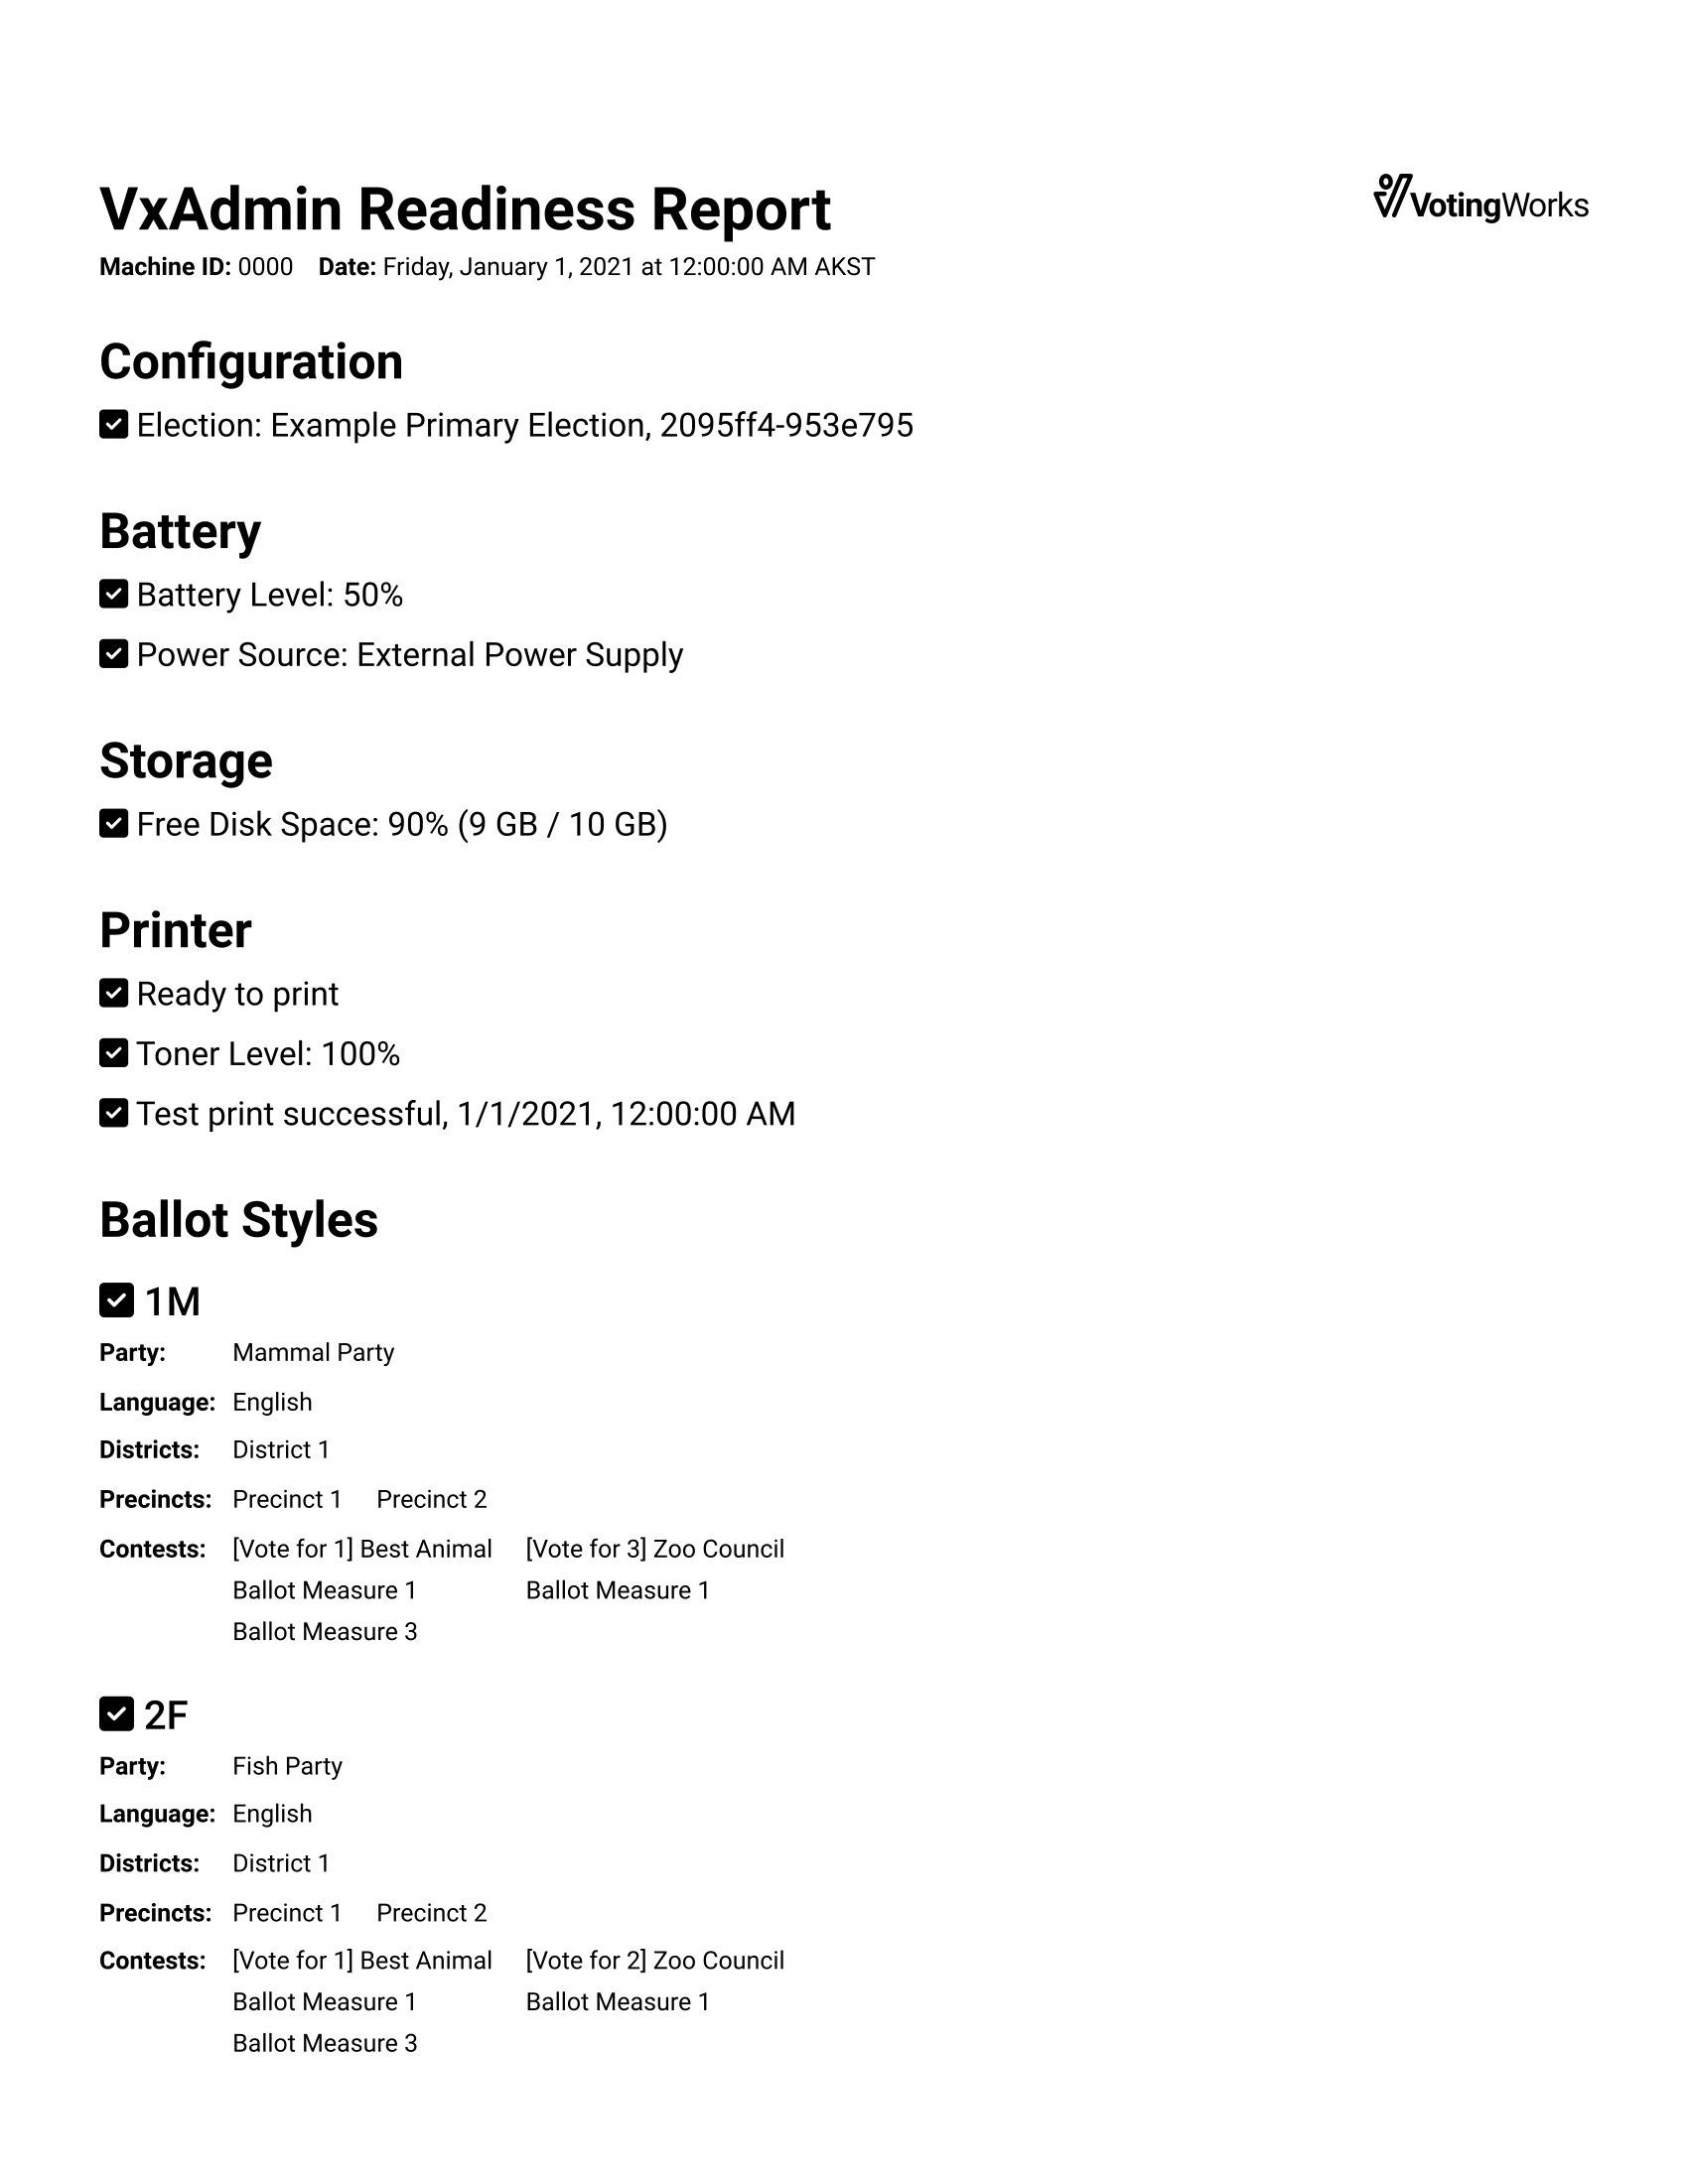 VxAdmin Readiness Report
VotingWorks
Machine ID: 0000 Date: Friday, January 1, 2021 at 12:00:00 AM AKST
Configuration
Election: Example Primary Election, 2095ff4-953e795
Battery
Battery Level: 50%
Power Source: External Power Supply
Storage
Free Disk Space: 90% (9 GB / 10 GB)
Printer
Ready to print
Toner Level: 100%
Test print successful, 1/1/2021, 12:00:00 AM
Ballot Styles
1M
Party: Mammal Party
Language: English
Districts: District 1
Precincts: Precinct 1 Precinct 2
Contests: [Vote for 1] Best Animal [Vote for 3] Zoo Council
Ballot Measure 1 Ballot Measure 1
Ballot Measure 3
2F
Party: Fish Party
Language: English
Districts: District 1
Precincts: Precinct 1 Precinct 2
Contests: [Vote for 1] Best Animal [Vote for 2] Zoo Council
Ballot Measure 1 Ballot Measure 1
Ballot Measure 3